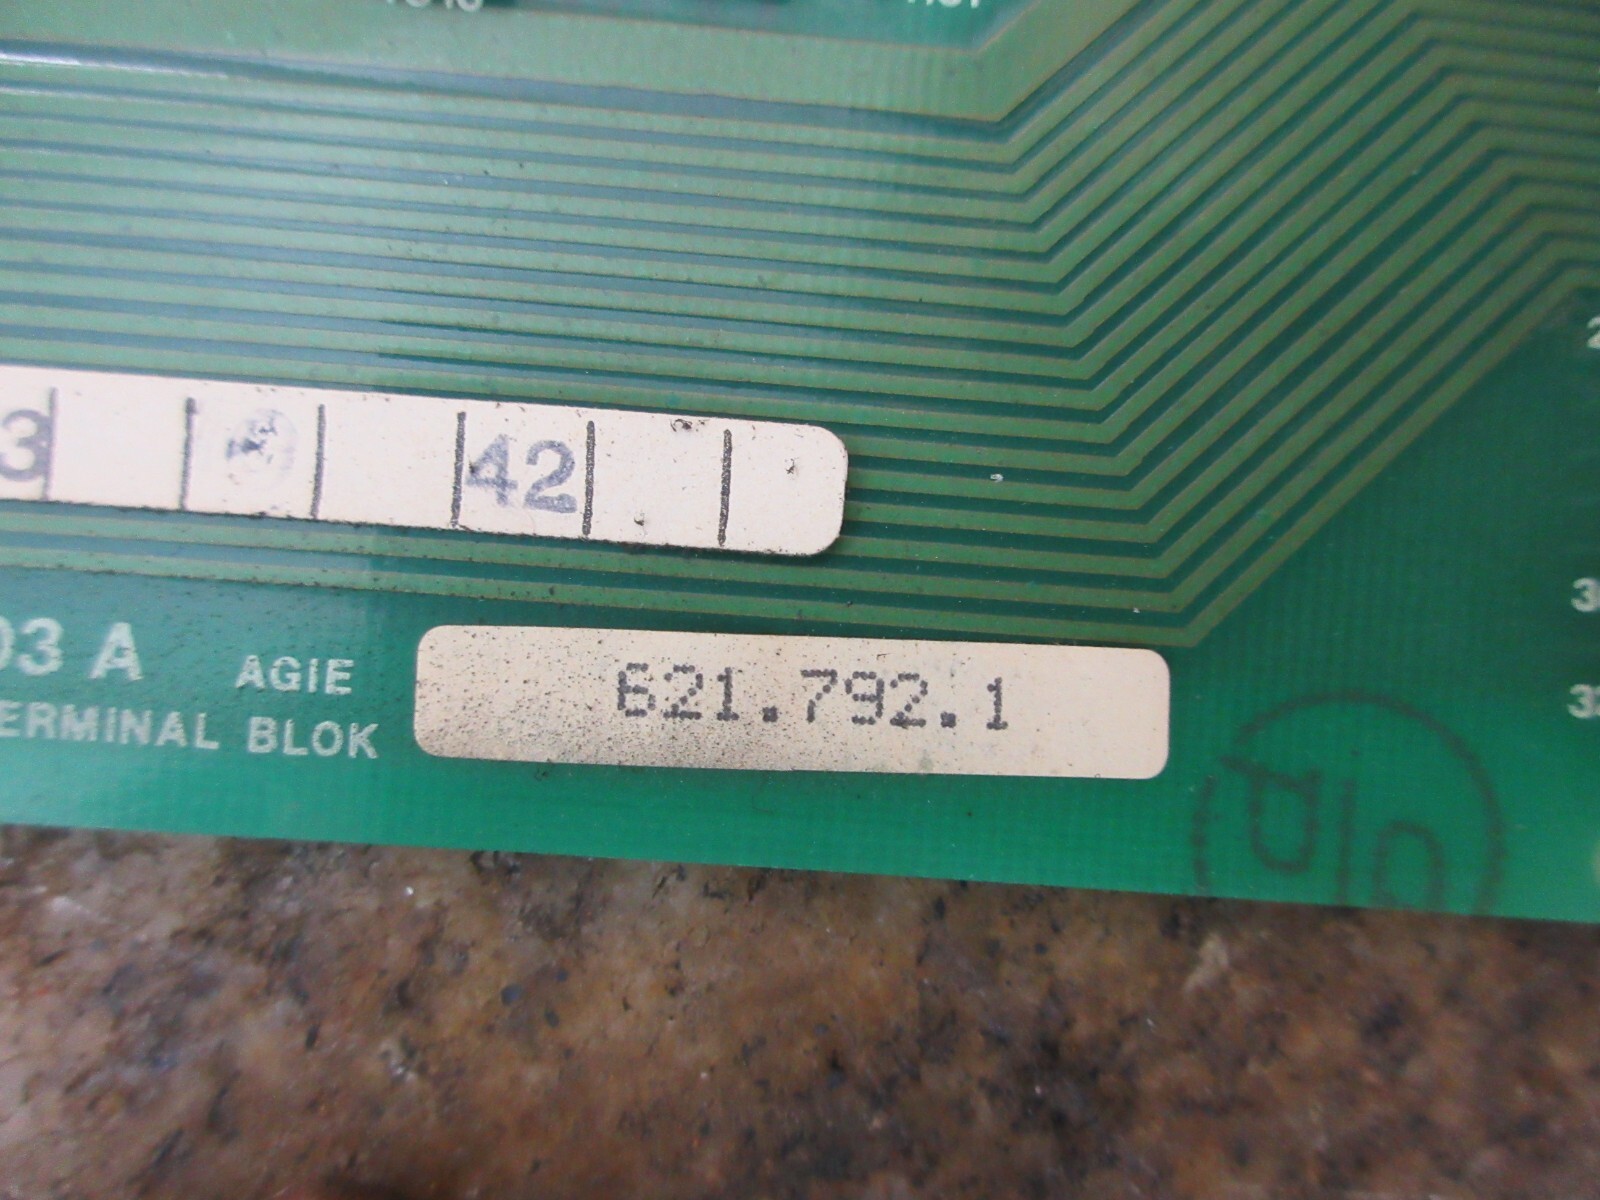 3 42
03 A AGIE
ERMINAL BLOK
621.792.1